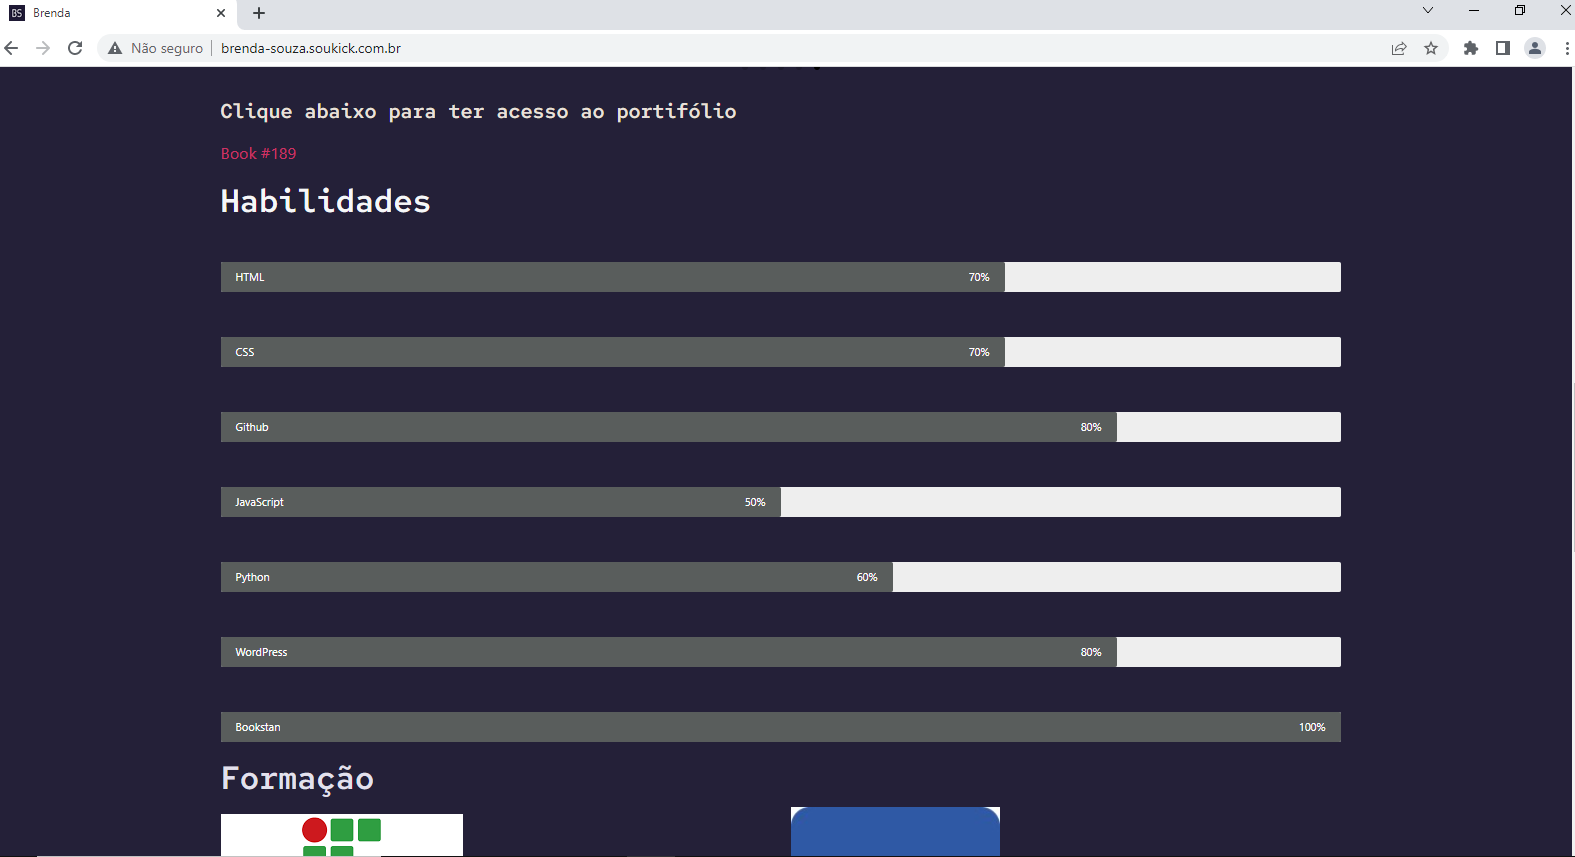 BS Brenda
Não seguro | brenda-souza.soukick.com.br
Clique abaixo para ter acesso ao portifólio
Book #189
Habilidades
HTML 70%
CSS 70%
Github 80%
JavaScript 50%
Python 60%
WordPress 80%
Bookstan 100%
Formação